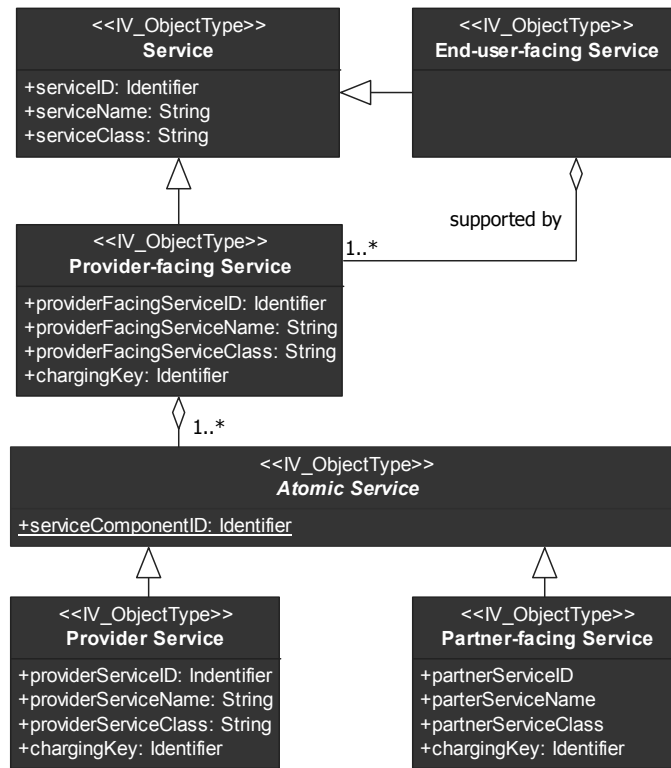 <<IV_ObjectType>>
Service
+serviceID: Identifier
+serviceName: String
+serviceClass: String
<<IV_ObjectType>>
End-user-facing Service
supported by
1..*
<<IV_ObjectType>>
Provider-facing Service
+providerFacingServiceID: Identifier
+providerFacingServiceName: String
+providerFacingServiceClass: String
+chargingKey: Identifier
1..*
<<IV_ObjectType>>
Atomic Service
+serviceComponentID: Identifier
<<IV_ObjectType>>
Provider Service
+providerServiceID: Indentifier
+providerServiceName: String
+providerServiceClass: String
+chargingKey: Identifier
<<IV_ObjectType>>
Partner-facing Service
+partnerServiceID
+parterServiceName
+partnerServiceClass
+chargingKey: Identifier